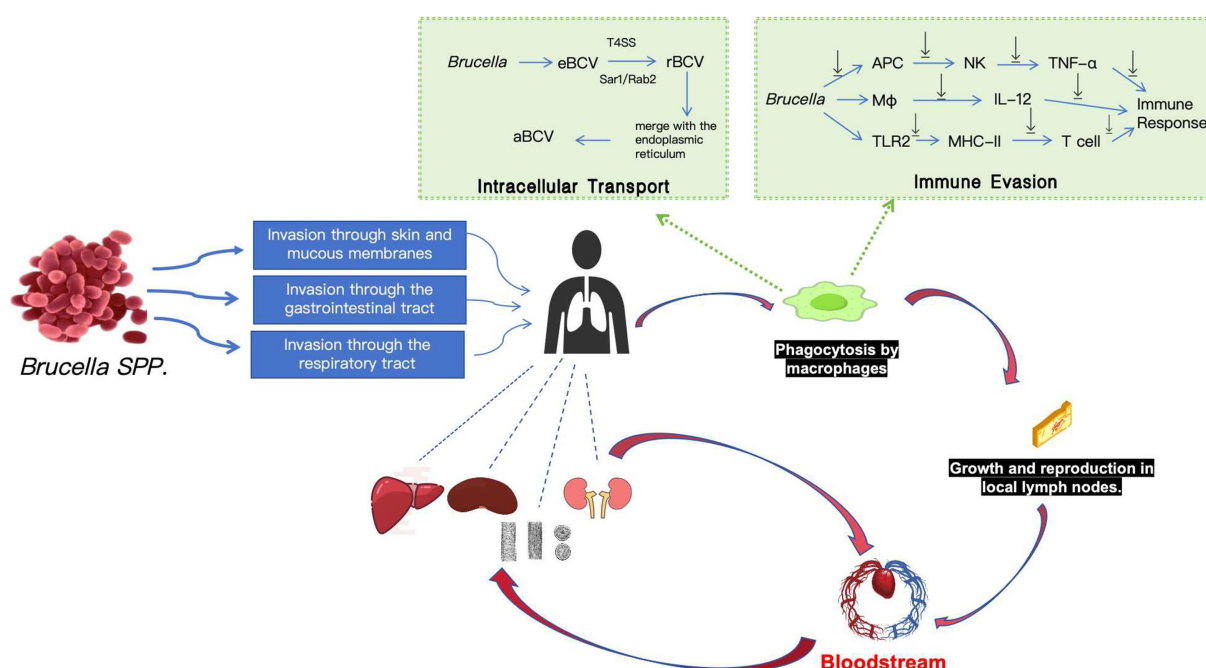 T4SS
Brucella
eBCV
rBCV
Sar1/Rab2
aBCV
merge with the
endoplasmic
reticulum
Intracellular Transport
APC
NK
TNF-α
Brucella
Mϕ
IL-12
Immune
Response
TLR2
MHC-II
T cell
Immune Evasion
Invasion through skin and
mucous membranes
Invasion through the
gastrointestinal tract
Invasion through the
respiratory tract
Brucella SPP.
Phagocytosis by
macrophages
Growth and reproduction in
local lymph nodes.
Bloodstream